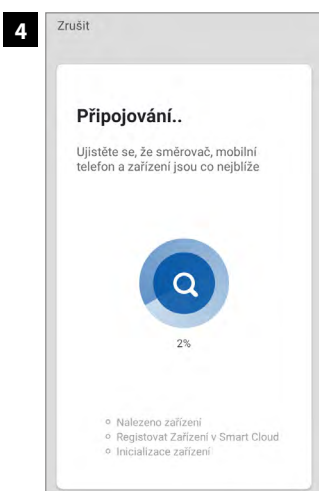 4
Zrušit
Připojování..
Ujistěte se, že směrovač, mobilní
telefon a zařízení jsou co nejblíže
2%
Nalezeno zařízení
Registovat Zařízení v Smart Cloud
Inicializace zařízení